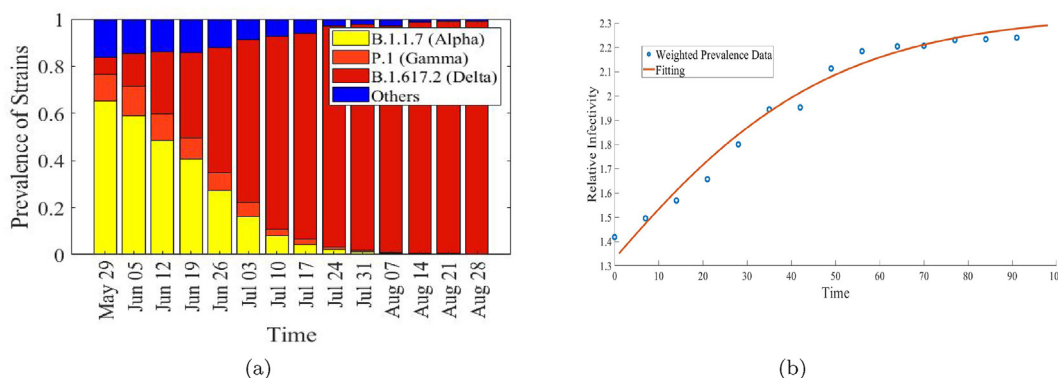 1
0.8
0.6
0.4
0.2
0
Prevalence of Strains
B.1.1.7 (Alpha)
P.1 (Gamma)
B.1.617.2 (Delta)
Others
May 29
Jun 05
Jun 12
Jun 19
Jun 26
Jul 03
Jul 10
Jul 17
Jul 24
Jul 31
Aug 07
Aug 14
Aug 21
Aug 28
Time
(a)
2.3
2.2
2.1
2
1.9
1.8
1.7
1.6
1.5
1.4
1.3
Relative Infectivity
Weighted Prevalence Data
Fitting
0 10 20 30 40 50 60 70 80 90 100
Time
(b)